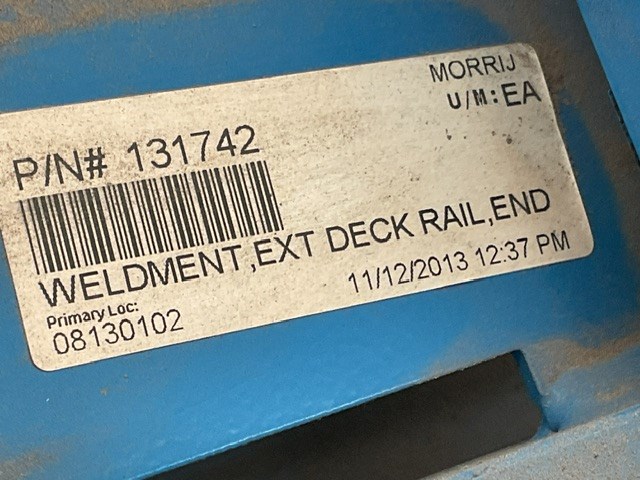 MORRIJ
U/M: EA
P/N# 131742
WELDMENT,EXT DECK RAIL,END
Primary Loc:
08130102
11/12/2013 12:37 PM